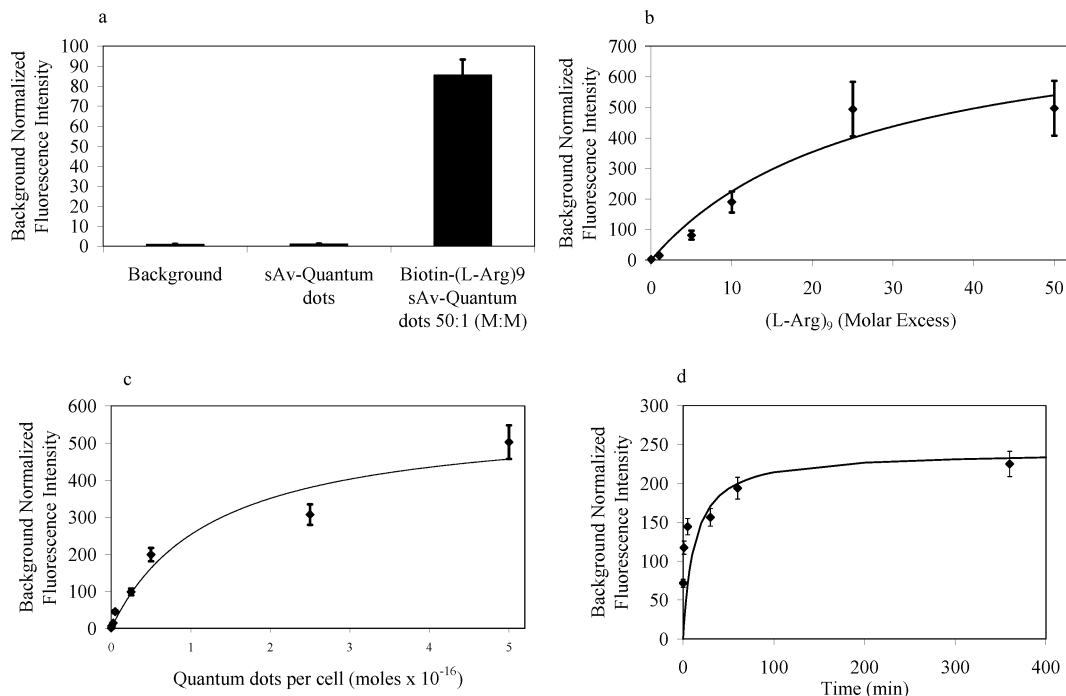 a
Background Normalized
Fluorescence Intensity
100
90
80
70
60
50
40
30
20
10
0
Background
sAv-Quantum
dots
Biotin-(L-Arg)9
sAv-Quantum
dots 50:1 (M:M)
b
Background Normalized
Fluorescence Intensity
700
600
500
400
300
200
100
0
0 10 20 30 40 50
(L-Arg)₉ (Molar Excess)
c
Background Normalized
Fluorescence Intensity
600
500
400
300
200
100
0
0 1 2 3 4 5
Quantum dots per cell (moles x 10⁻¹⁶)
d
Background Normalized
Fluorescence Intensity
300
250
200
150
100
50
0
0 100 200 300 400
Time (min)